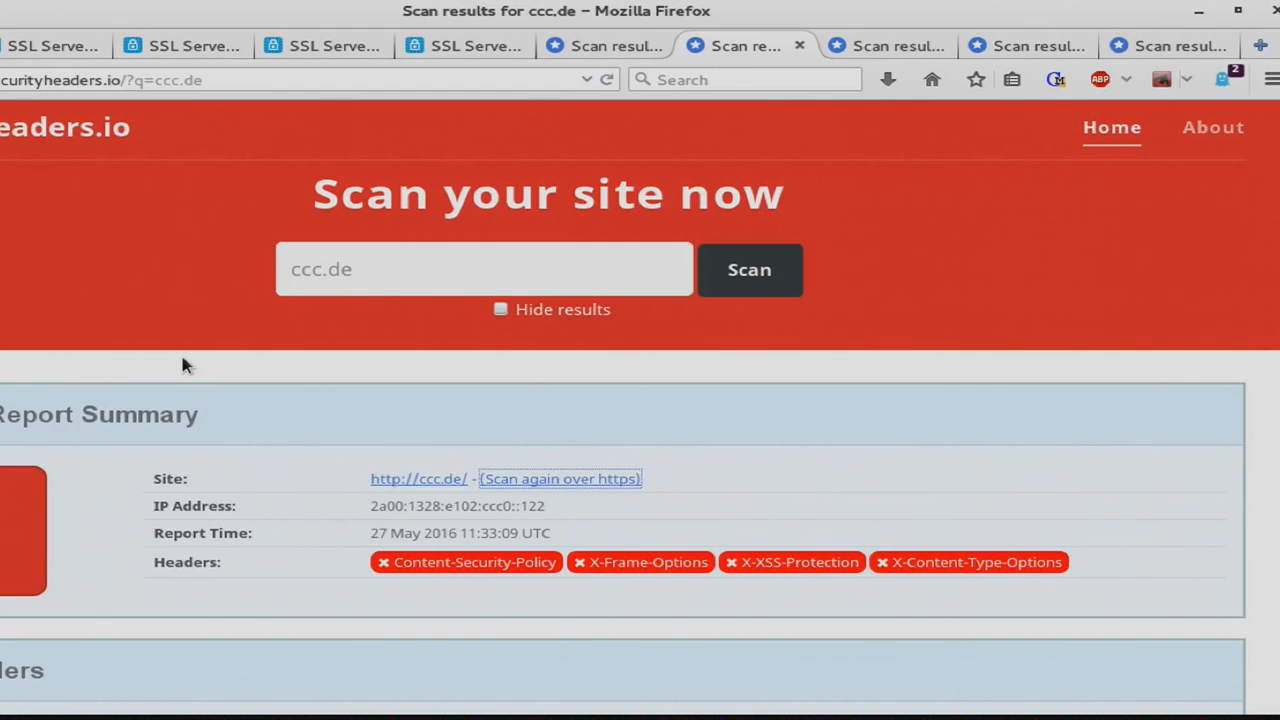 Scan results for ccc.de – Mozilla Firefox
SSL Serve... SSL Serve... SSL Serve... SSL Serve... Scan resul... Scan re... Scan resul... Scan resul... Scan resul...
curityheaders.io/?q=ccc.de Search ABP 2
eaders.io Home About
Scan your site now
ccc.de Scan
Hide results
Report Summary
Site: http://ccc.de/ - (Scan again over https)
IP Address: 2a00:1328:e102:ccc0::122
Report Time: 27 May 2016 11:33:09 UTC
Headers: Content-Security-Policy X-Frame-Options X-XSS-Protection X-Content-Type-Options
ders